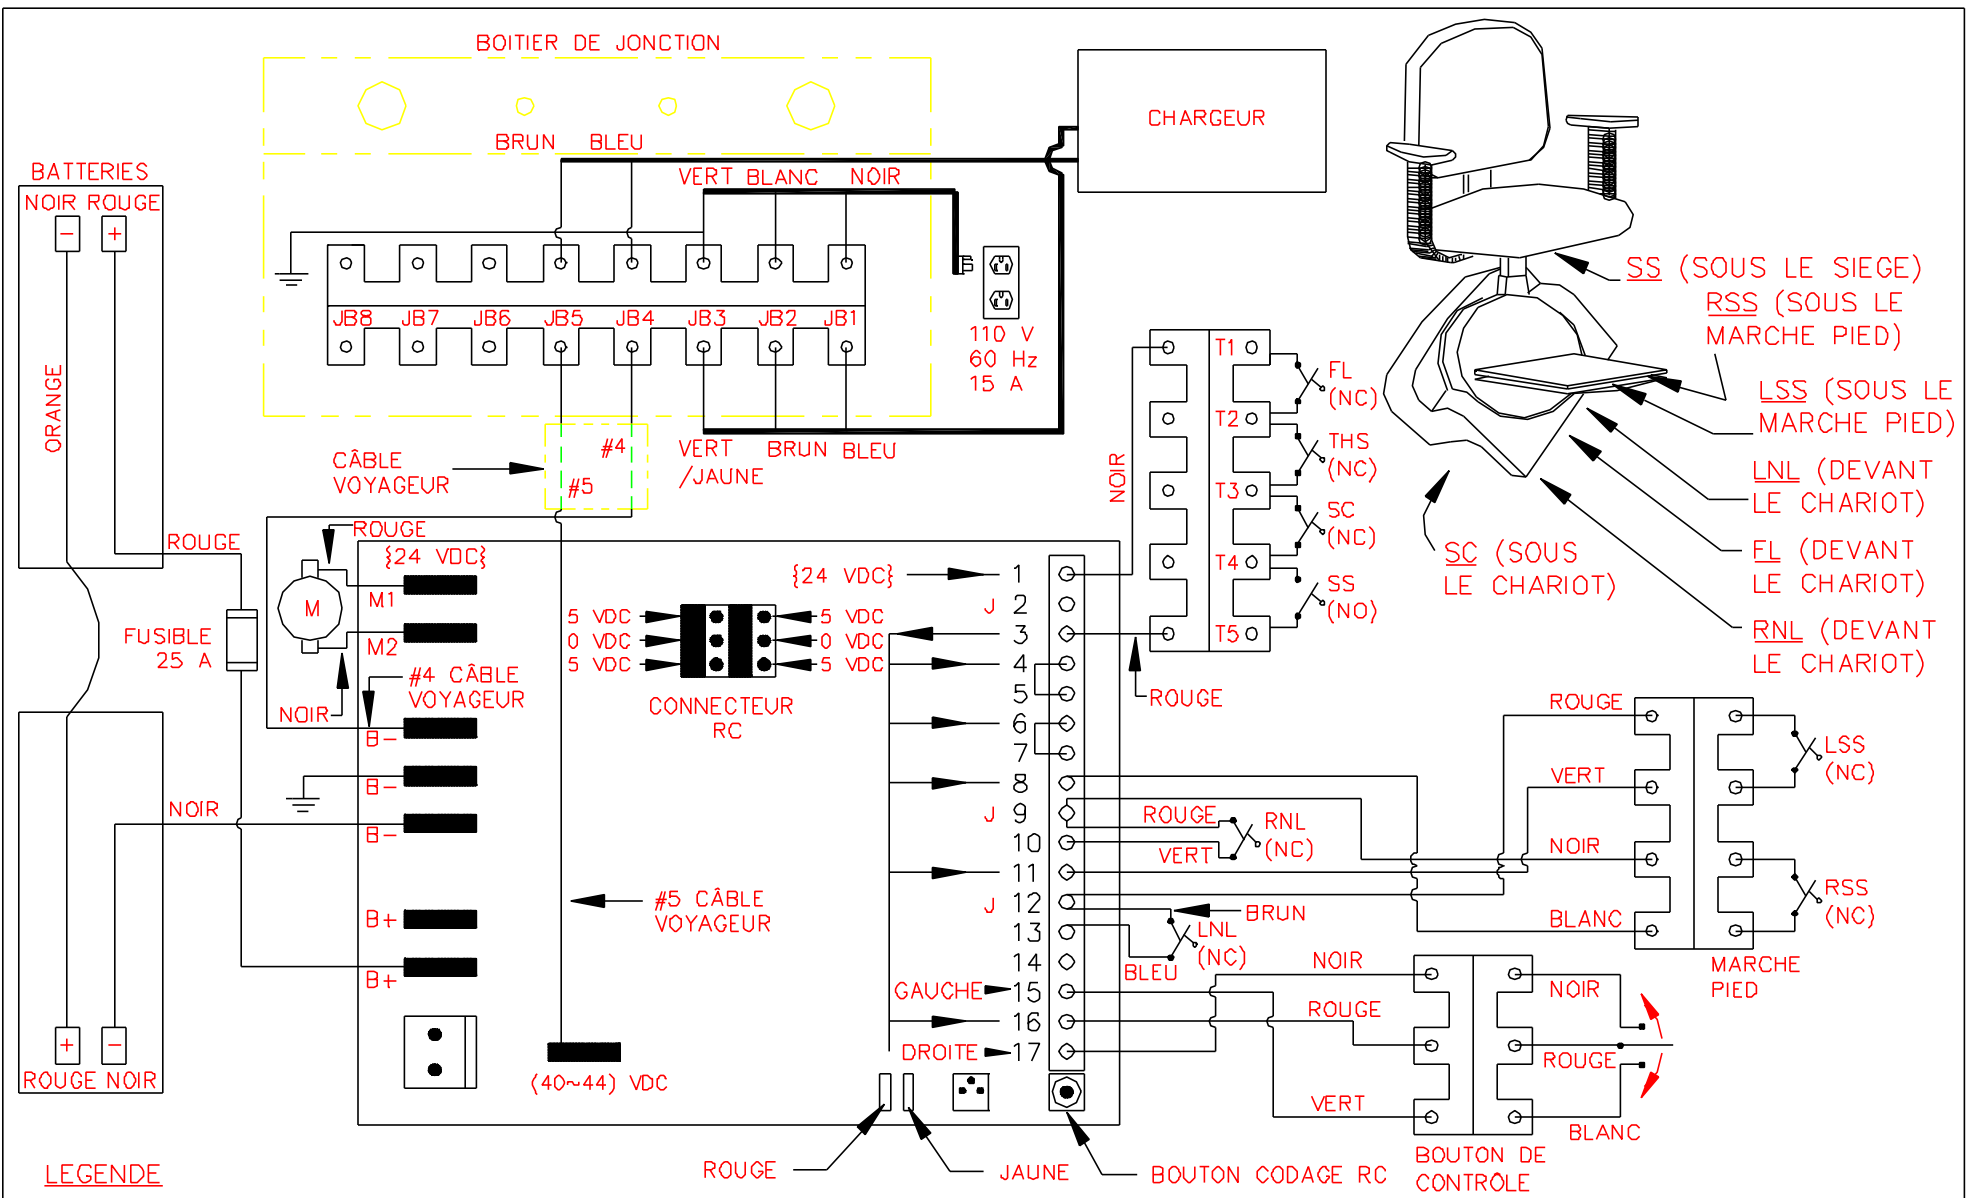 BOITIER DE JONCTION
CHARGEUR
BRUN BLEU
VERT BLANC NOIR
BATTERIES
NOIR ROUGE
- +
ORANGE
JB8 JB7 JB6 JB5 JB4 JB3 JB2 JB1
110 V
60 Hz
15 A
VERT
/JAUNE
BRUN BLEU
#4
#5
CÂBLE
VOYAGEUR
ROUGE
ROUGE
{24 VDC}
M
M1
M2
FUSIBLE
25 A
NOIR
#4 CÂBLE
VOYAGEUR
B-
B-
B-
NOIR
B+
B+
+ -
ROUGE NOIR
5 VDC
0 VDC
5 VDC
5 VDC
0 VDC
5 VDC
CONNECTEUR
RC
#5 CÂBLE
VOYAGEUR
(40~44) VDC
{24 VDC}
1
J 2
3
4
5
6
7
8
J 9
10
11
J 12
13
14
GAUCHE 15
16
DROITE 17
NOIR
ROUGE
T1
T2
T3
T4
T5
FL
(NC)
THS
(NC)
SC
(NC)
SS
(NO)
SS (SOUS LE SIEGE)
RSS (SOUS LE
MARCHE PIED)
LSS (SOUS LE
MARCHE PIED)
LNL (DEVANT
LE CHARIOT)
FL (DEVANT
LE CHARIOT)
RNL (DEVANT
LE CHARIOT)
SC (SOUS
LE CHARIOT)
ROUGE
VERT
NOIR
BLANC
LSS
(NC)
RSS
(NC)
MARCHE
PIED
ROUGE
VERT
RNL
(NC)
BRUN
BLEU
LNL
(NC)
NOIR
ROUGE
VERT
NOIR
ROUGE
BLANC
BOUTON DE
CONTRÔLE
ROUGE
JAUNE
BOUTON CODAGE RC
LEGENDE